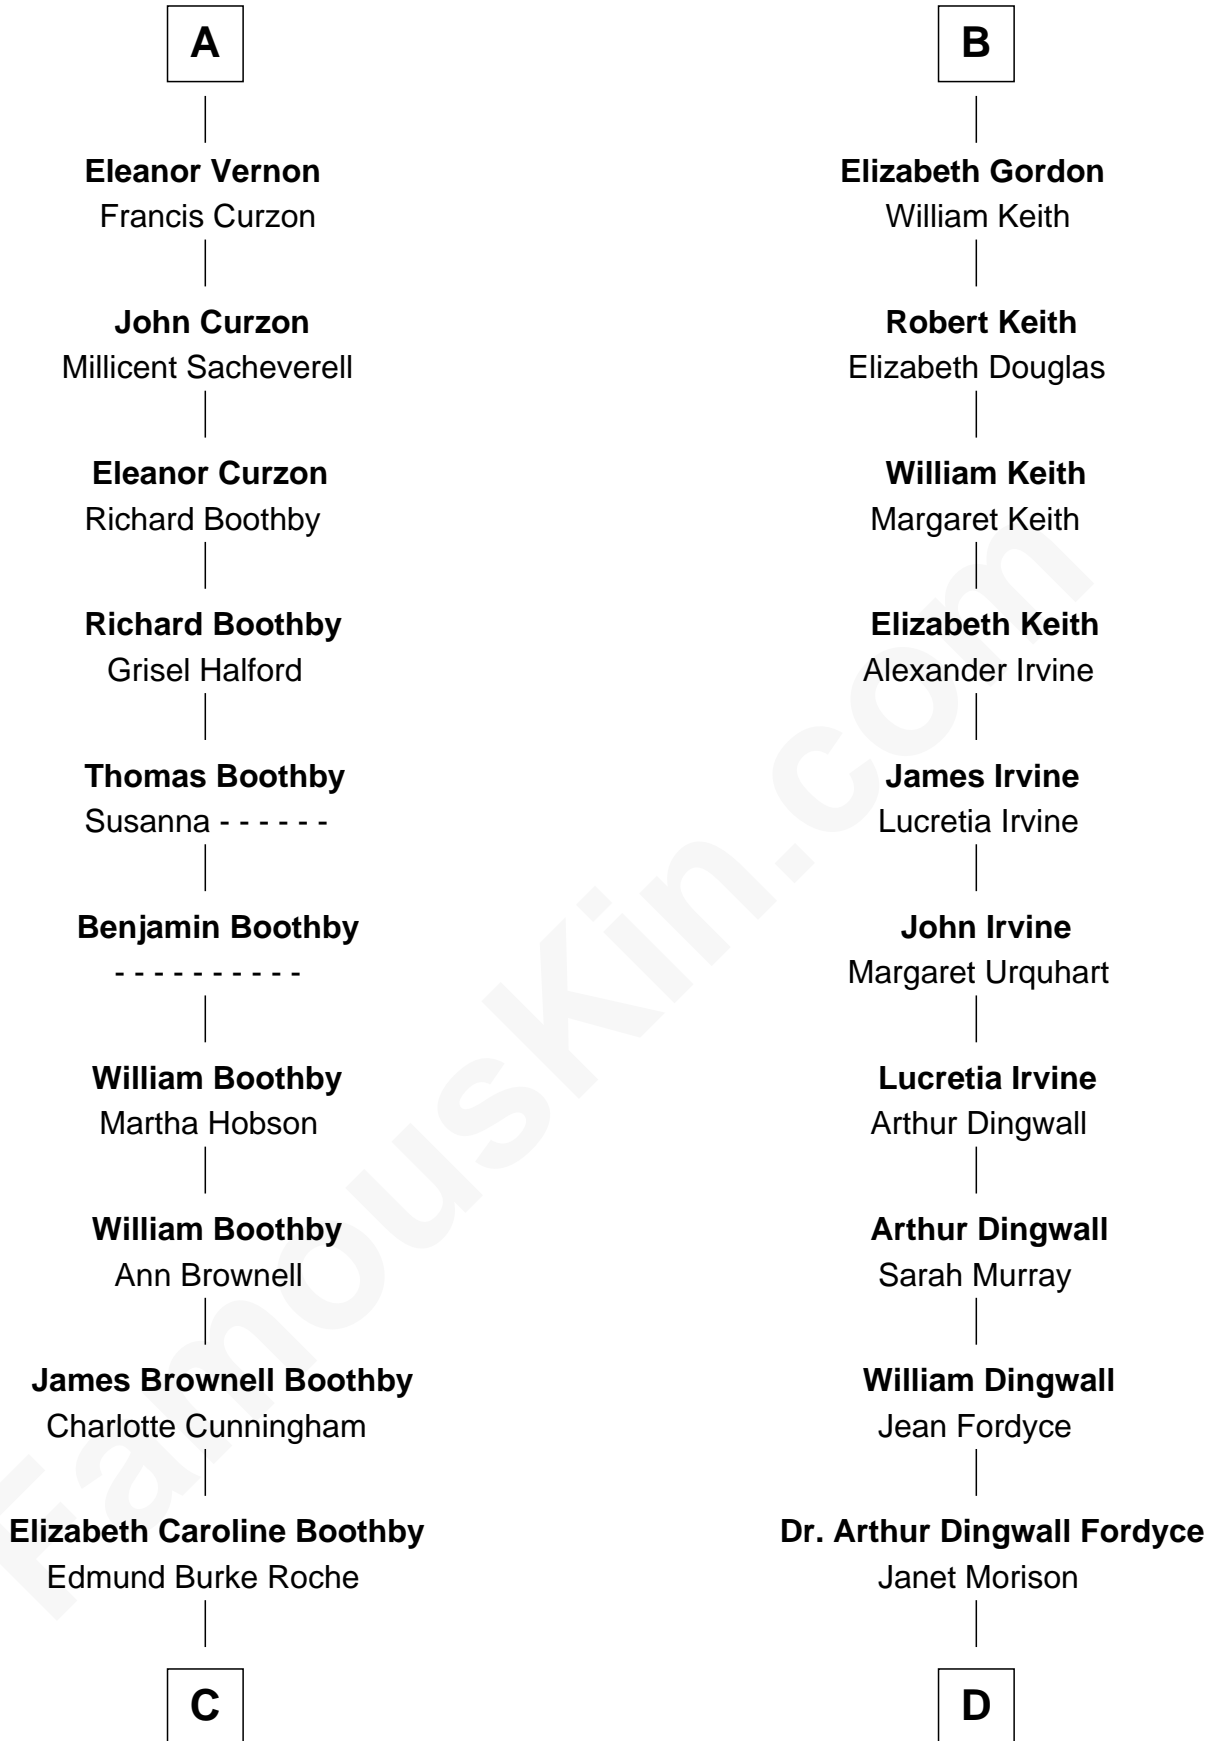 A
Eleanor Vernon
Francis Curzon
John Curzon
Millicent Sacheverell
Eleanor Curzon
Richard Boothby
Richard Boothby
Grisel Halford
Thomas Boothby
Susanna - - - - - -
Benjamin Boothby
- - - - - - - - - -
William Boothby
Martha Hobson
William Boothby
Ann Brownell
James Brownell Boothby
Charlotte Cunningham
Elizabeth Caroline Boothby
Edmund Burke Roche
C
B
Elizabeth Gordon
William Keith
Robert Keith
Elizabeth Douglas
William Keith
Margaret Keith
Elizabeth Keith
Alexander Irvine
James Irvine
Lucretia Irvine
John Irvine
Margaret Urquhart
Lucretia Irvine
Arthur Dingwall
Arthur Dingwall
Sarah Murray
William Dingwall
Jean Fordyce
Dr. Arthur Dingwall Fordyce
Janet Morison
D
FamousKin.com